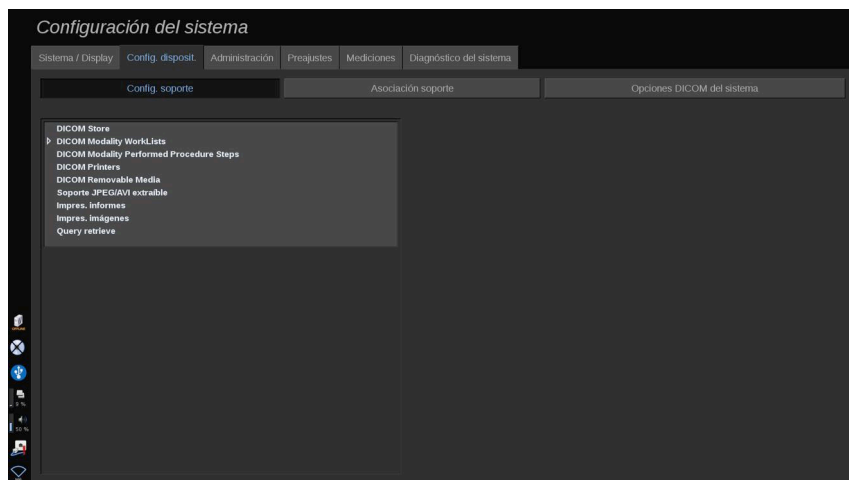 Configuración del sistema
Sistema / Display Config. disposit. Administración Preajustes Mediciones Diagnóstico del sistema
Config. soporte Asociación soporte Opciones DICOM del sistema
DICOM Store
DICOM Modality WorkLists
DICOM Modality Performed Procedure Steps
DICOM Printers
DICOM Removable Media
Soporte JPEG/AVI extraíble
Impres. informes
Impres. imágenes
Query retrieve
0 %
50 %